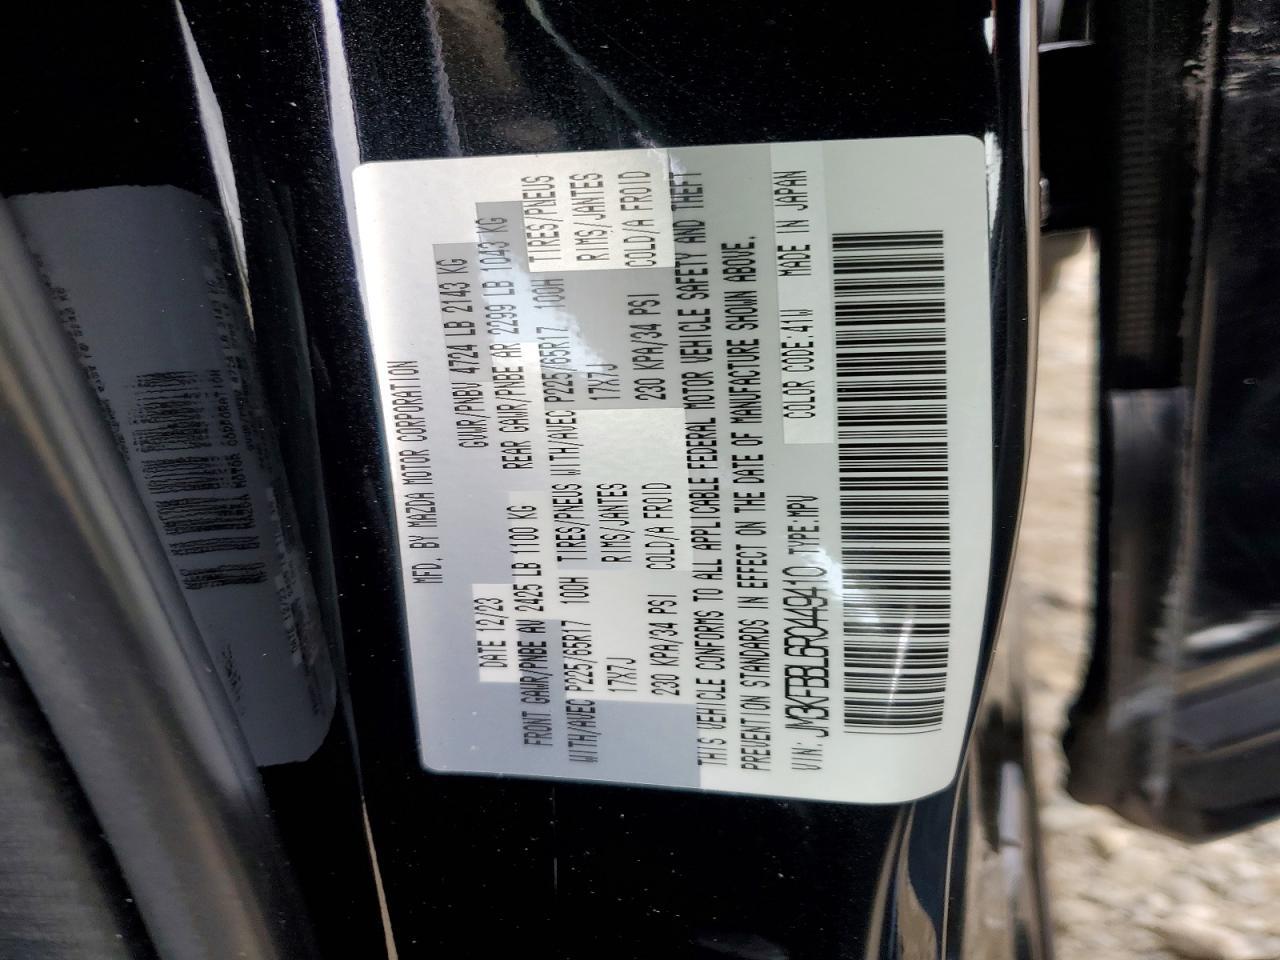 MFD. BY MAZDA MOTOR CORPORATION
DATE 12/23 GVWR/PNBV 4724 LB 2143 KG
FRONT GAWR/PNBE AV 2425 LB 1100 KG REAR GAWR/PNBE AR 2299 LB 1043 KG
WITH/AVEC P225/65R17 100H TIRES/PNEUS WITH/AVEC P225/65R17 100H TIRES/PNEUS
17X7J RIMS/JANTES 17X7J RIMS/JANTES
230 KPA/34 PSI COLD/A FROID 230 KPA/34 PSI COLD/A FROID
THIS VEHICLE CONFORMS TO ALL APPLICABLE FEDERAL MOTOR VEHICLE SAFETY AND THEFT
PREVENTION STANDARDS IN EFFECT ON THE DATE OF MANUFACTURE SHOWN ABOVE.
VIN: JM3KFBBL6R0449410 TYPE:MPV COLOR CODE:41W MADE IN JAPAN